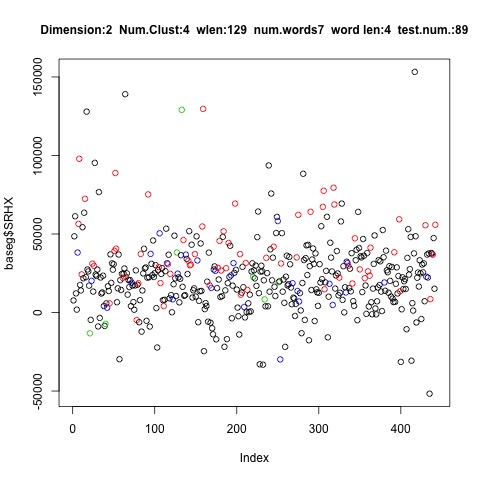 Dimension:2 Num.Clust:4 wlen:129 num.words7 word len:4 test.num.:89
baseg$SRHX
150000
100000
50000
0
-50000
0 100 200 300 400
Index